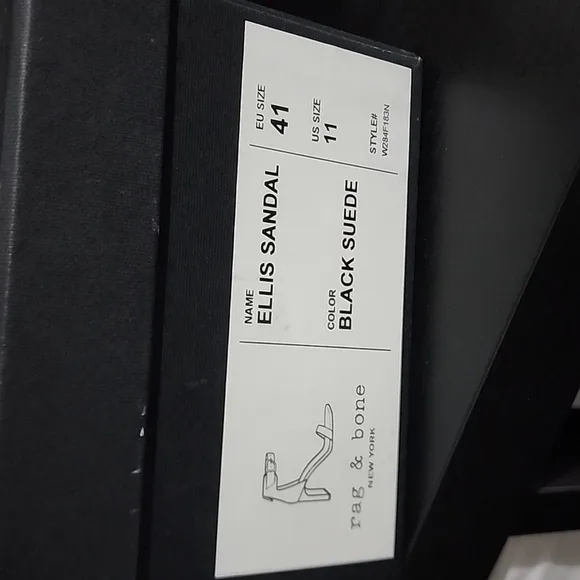 rag & bone
NEW YORK
NAME
ELLIS SANDAL
COLOR
BLACK SUEDE
EU SIZE
41
US SIZE
11
STYLE#
W284F183N